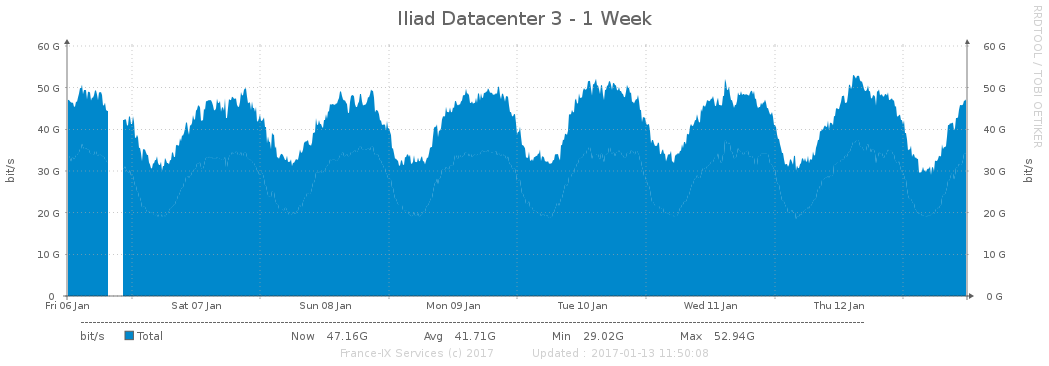 Iliad Datacenter 3 - 1 Week
RRDTOOL / TOBI OETIKER
60 G 60 G
50 G 50 G
40 G 40 G
30 G 30 G
20 G 20 G
10 G 10 G
0 0 G
bit/s
bit/s
Fri 06 Jan Sat 07 Jan Sun 08 Jan Mon 09 Jan Tue 10 Jan Wed 11 Jan Thu 12 Jan
bit/s Total Now 47.16G Avg 41.71G Min 29.02G Max 52.94G
France-IX Services (c) 2017 Updated : 2017-01-13 11:50:08